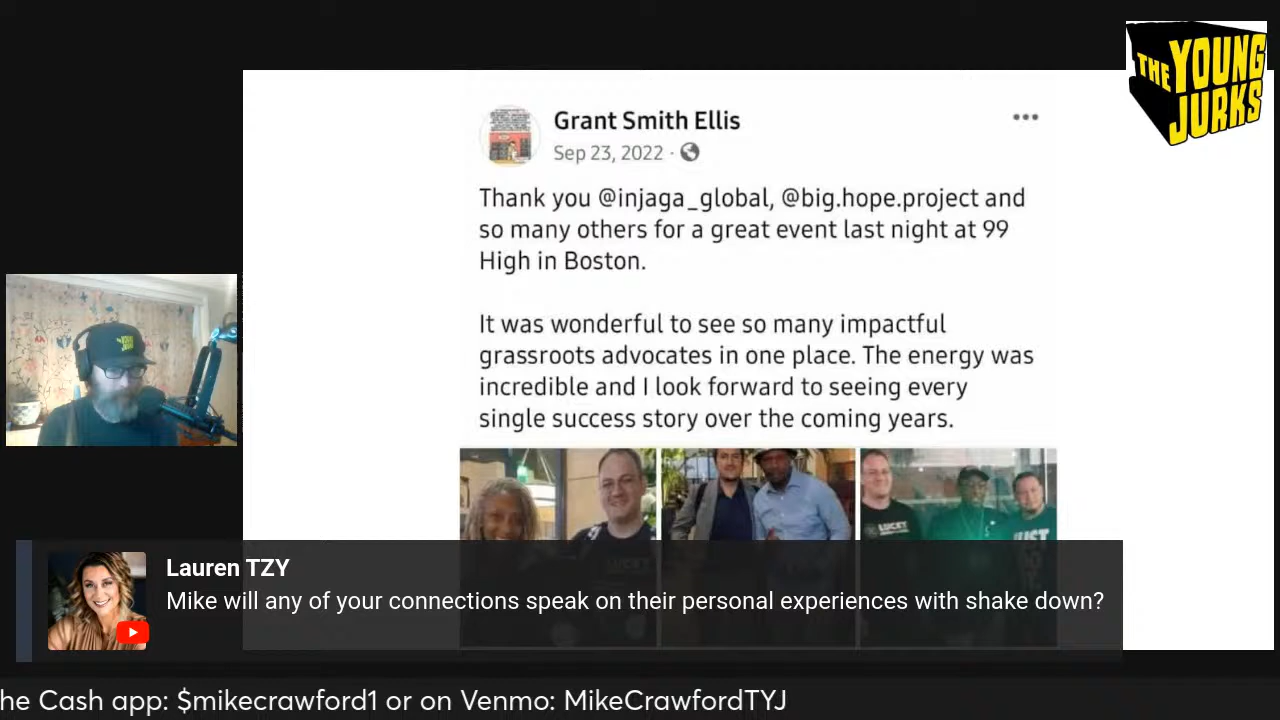 THE YOUNG JURKS
Grant Smith Ellis
Sep 23, 2022 ·
Thank you @injaga_global, @big.hope.project and
so many others for a great event last night at 99
High in Boston.
It was wonderful to see so many impactful
grassroots advocates in one place. The energy was
incredible and I look forward to seeing every
single success story over the coming years.
LUCKY
Lauren TZY
Mike will any of your connections speak on their personal experiences with shake down?
he Cash app: $mikecrawford1 or on Venmo: MikeCrawfordTYJ